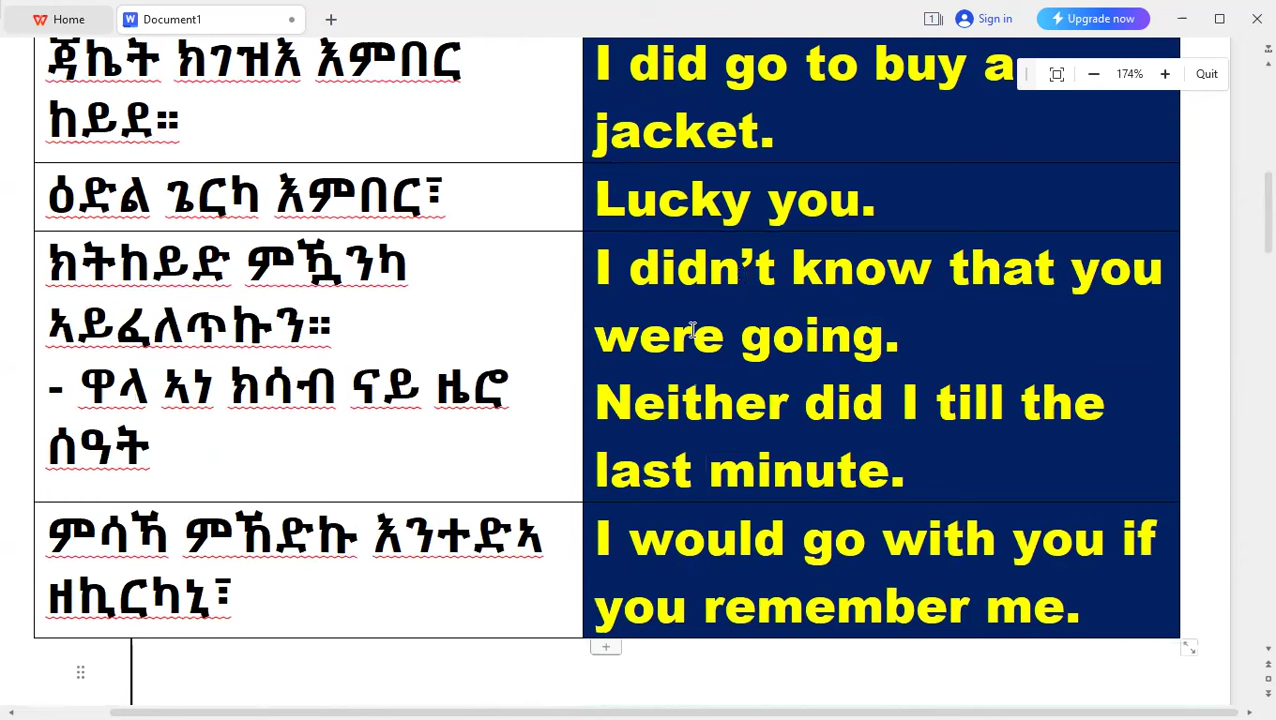 Home
Document1
Sign in
Upgrade now
174%
Quit
ጃኬት ክገዝእ እምበር
ከይደ።
I did go to buy a
jacket.
ዕድል ጌርካ እምበር፣
Lucky you.
ክትከይድ ምዃንካ
ኣይፈለጥኩን።
- ዋላ ኣነ ክሳብ ናይ ዜሮ
ሰዓት
I didn’t know that you
were going.
Neither did I till the
last minute.
ምሳኻ ምኸድኩ እንተድኣ
ዘኪርካኒ፣
I would go with you if
you remember me.